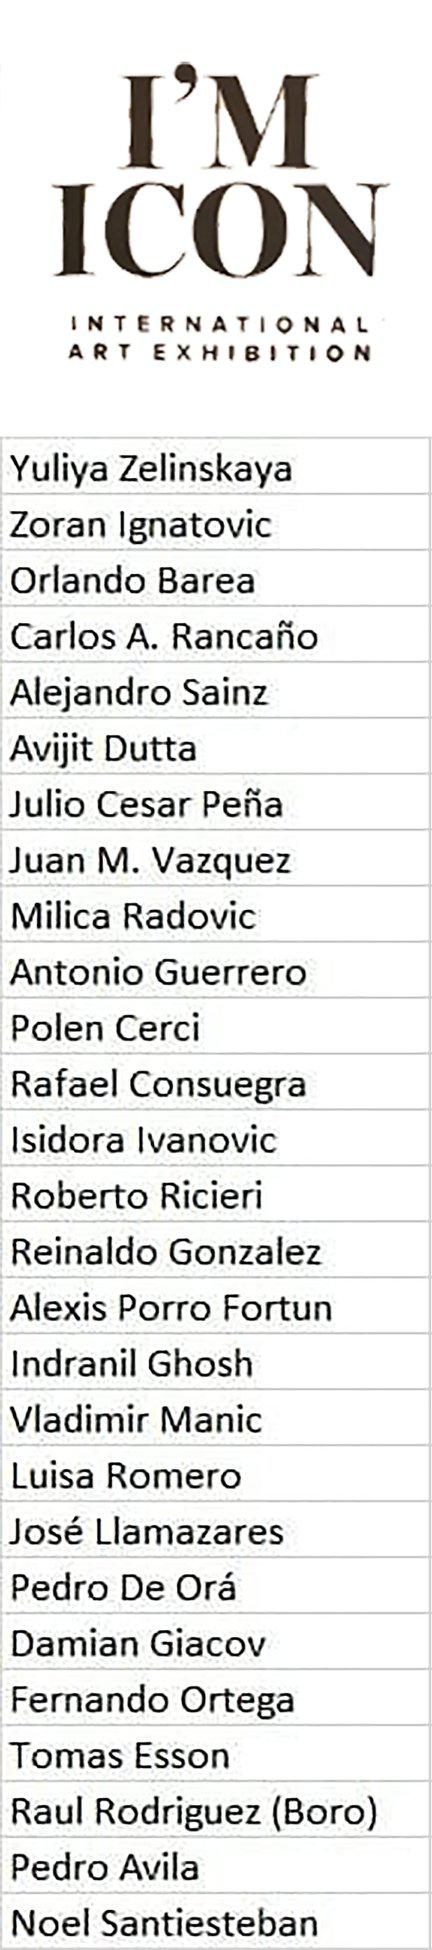 I'M
ICON
INTERNATIONAL
ART EXHIBITION
Yuliya Zelinskaya
Zoran Ignatovic
Orlando Barea
Carlos A. Rancaño
Alejandro Sainz
Avijit Dutta
Julio Cesar Peña
Juan M. Vazquez
Milica Radovic
Antonio Guerrero
Polen Cerci
Rafael Consuegra
Isidora Ivanovic
Roberto Ricieri
Reinaldo Gonzalez
Alexis Porro Fortun
Indranil Ghosh
Vladimir Manic
Luisa Romero
José Llamazares
Pedro De Orá
Damian Giacov
Fernando Ortega
Tomas Esson
Raul Rodriguez (Boro)
Pedro Avila
Noel Santiesteban